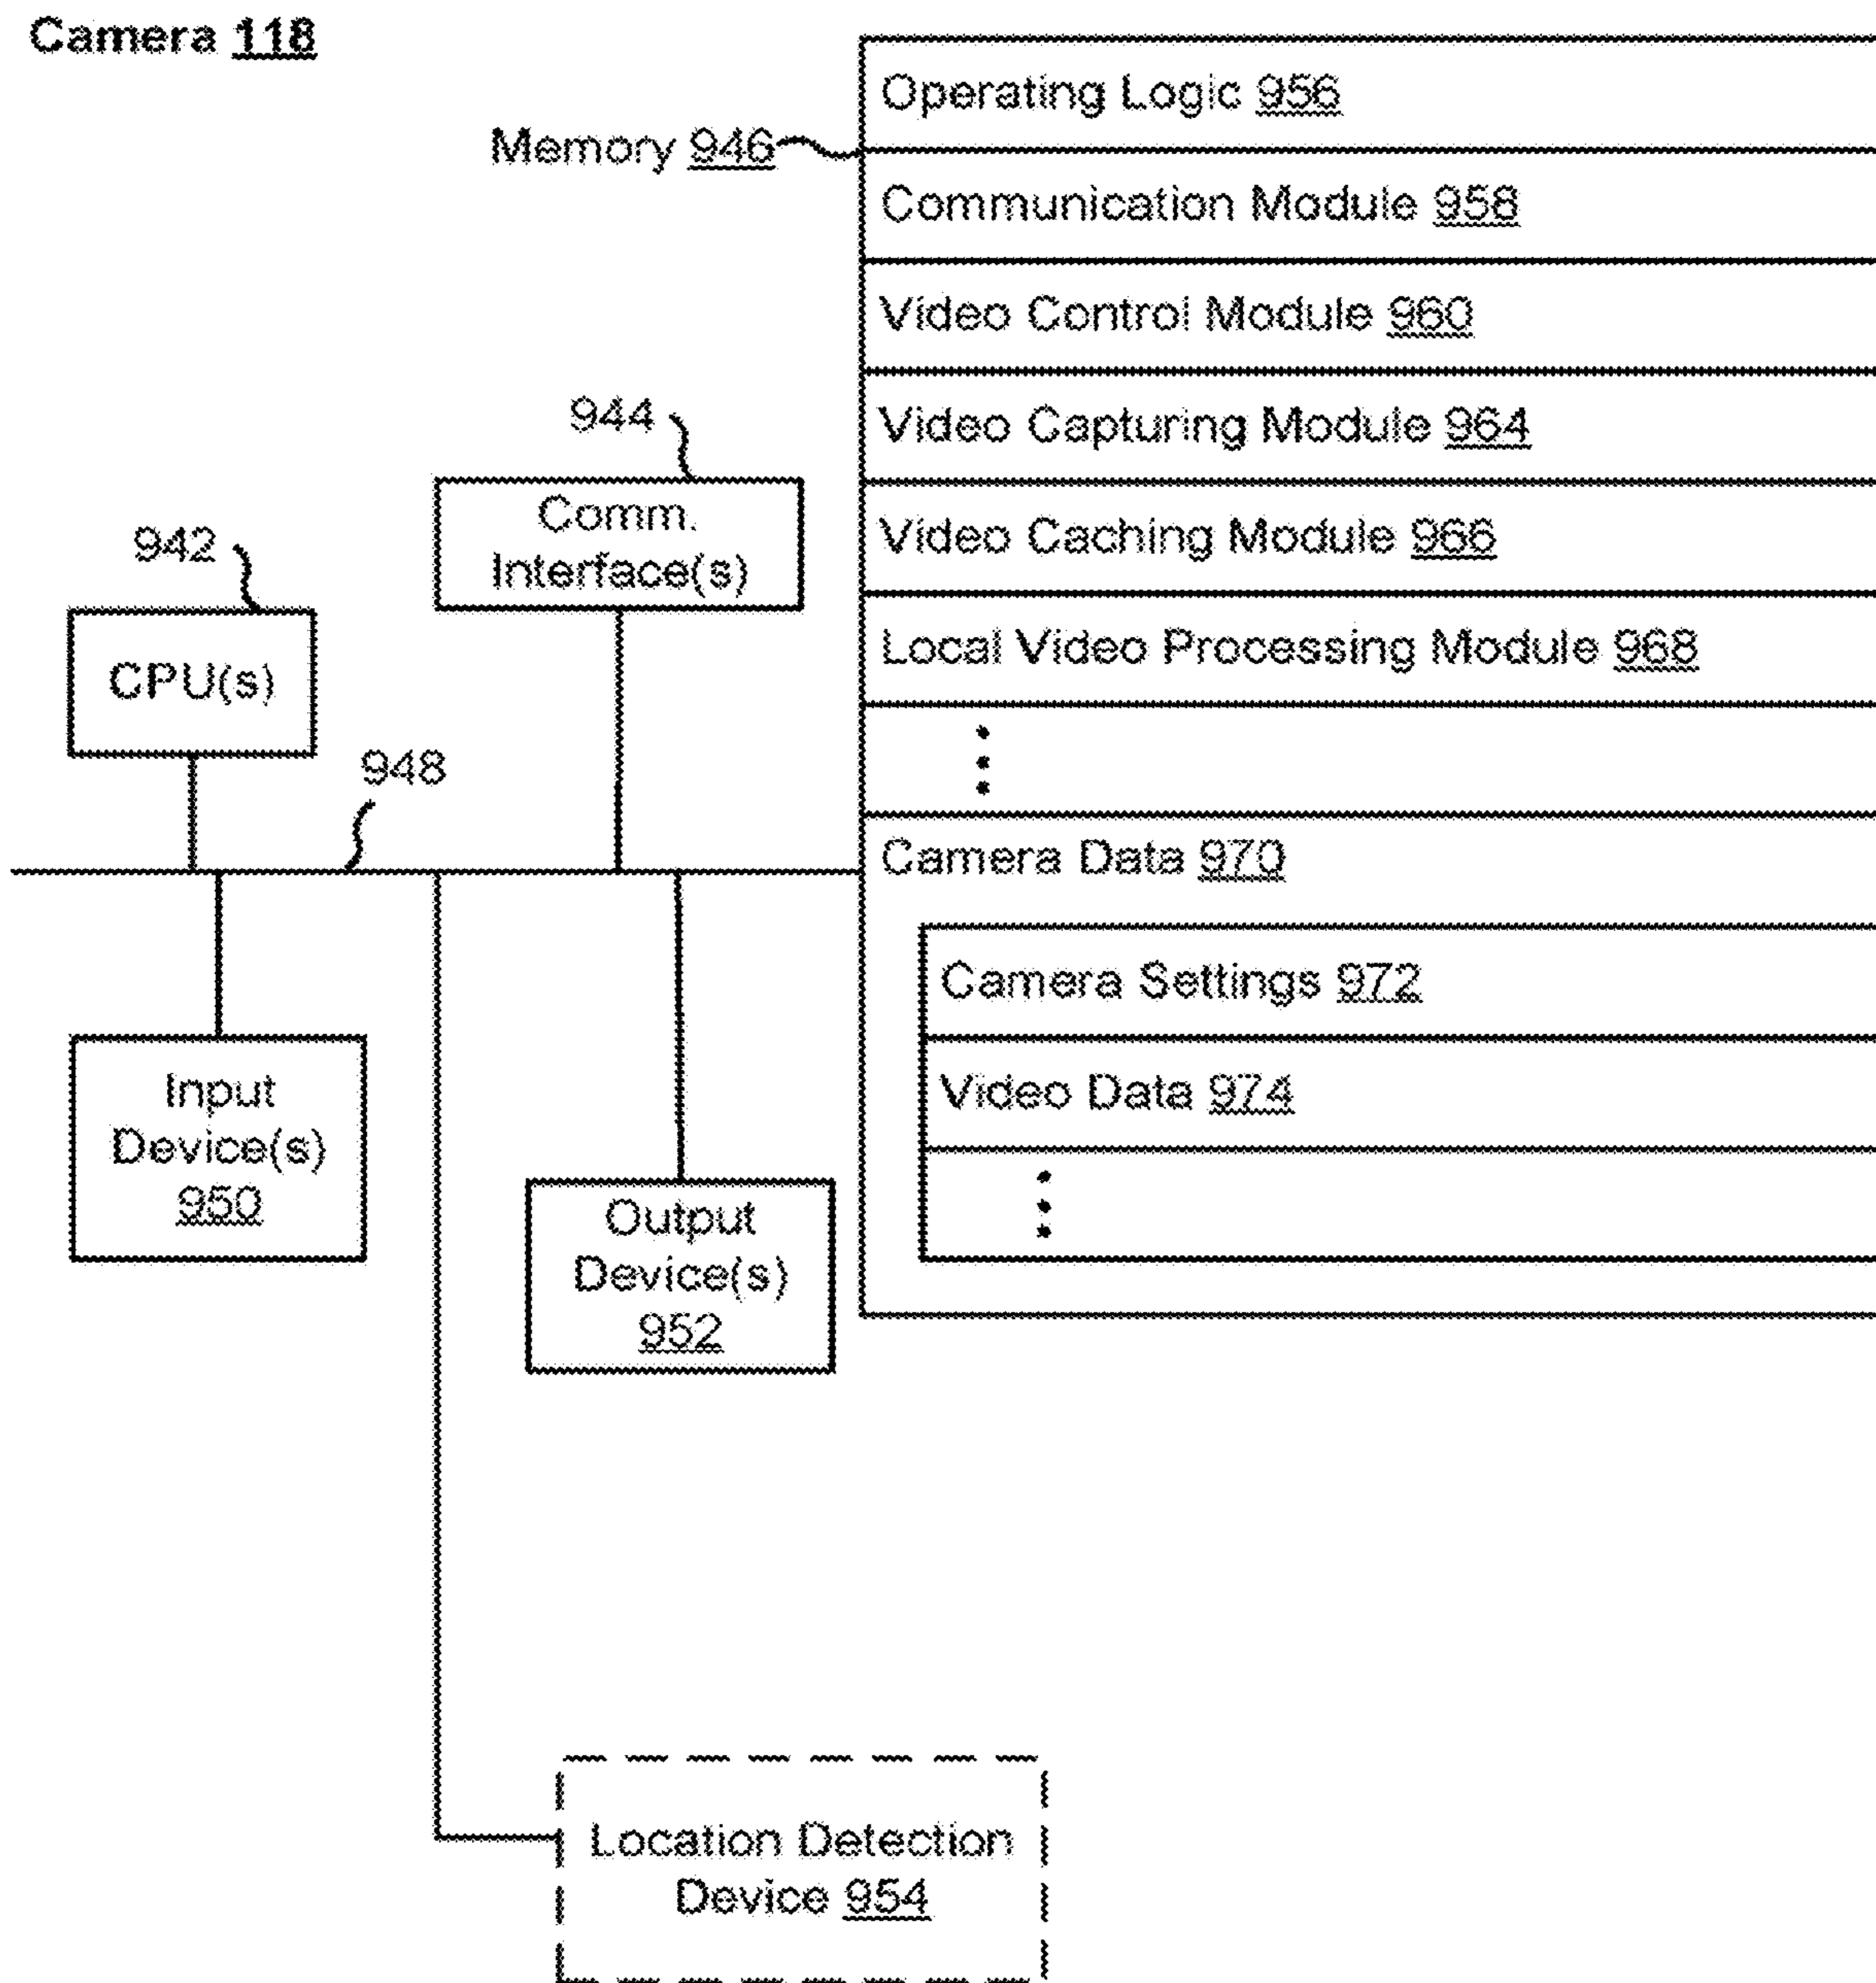 Camera 118
Memory 946
Operating Logic 956
Communication Module 958
Video Control Module 960
Video Capturing Module 964
Video Caching Module 966
Local Video Processing Module 968
Camera Data 970
Camera Settings 972
Video Data 974
944
Comm.
Interface(s)
942
CPU(s)
948
Input
Device(s)
950
Output
Device(s)
952
Location Detection
Device 954